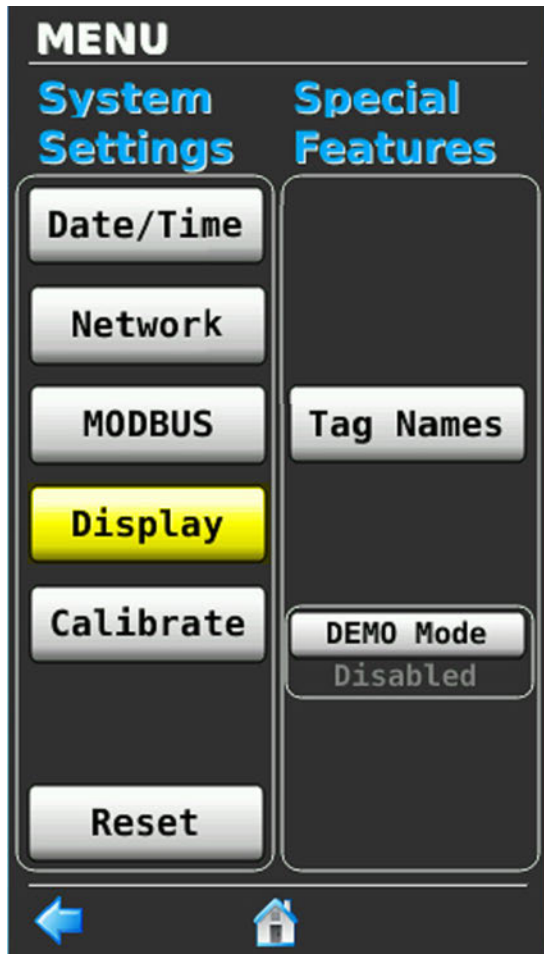 MENU
System
Settings
Special
Features
Date/Time
Network
MODBUS
Display
Calibrate
Reset
Tag Names
DEMO Mode
Disabled